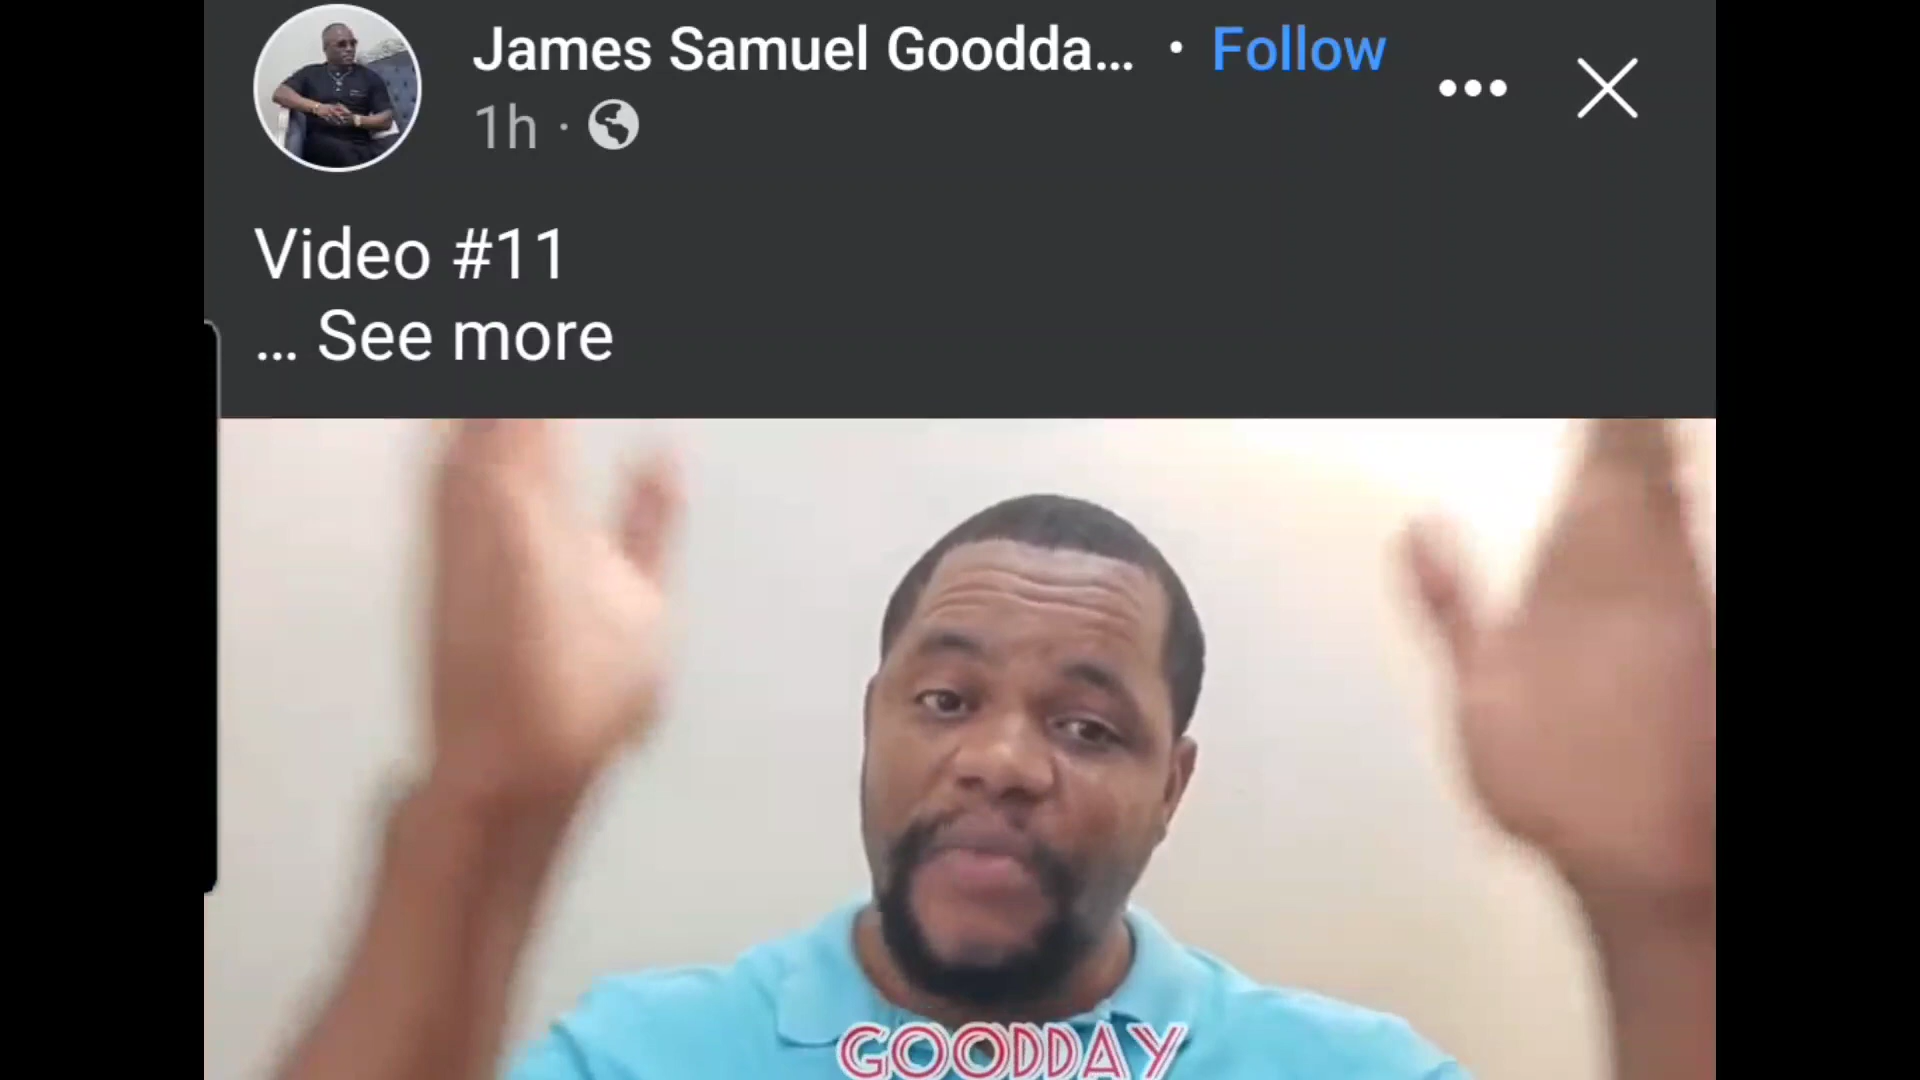 James Samuel Goodda... • Follow
1h ·
Video #11
... See more
GOODDAY